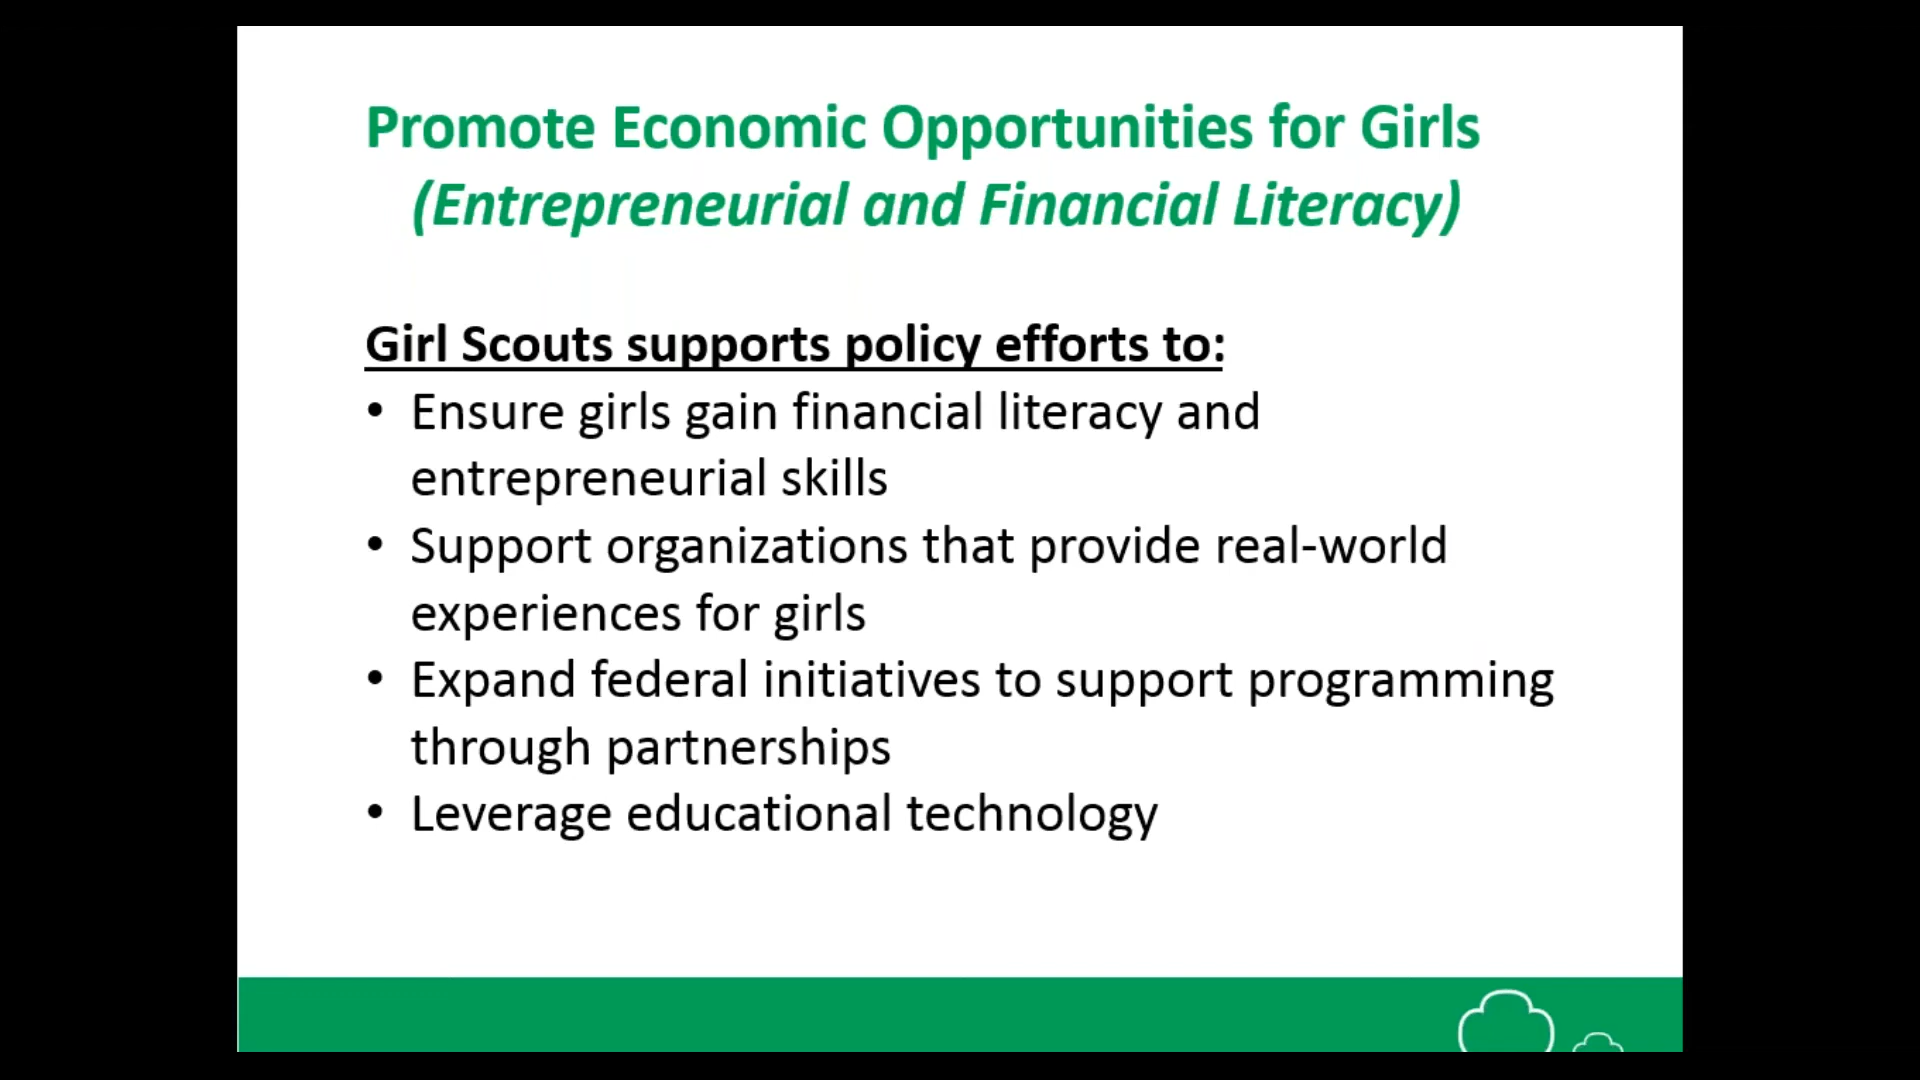 Promote Economic Opportunities for Girls
(Entrepreneurial and Financial Literacy)
Girl Scouts supports policy efforts to:
• Ensure girls gain financial literacy and
entrepreneurial skills
• Support organizations that provide real-world
experiences for girls
• Expand federal initiatives to support programming
through partnerships
• Leverage educational technology